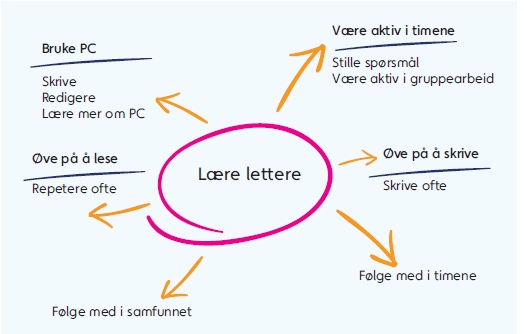 Bruke PC
Skrive
Redigere
Lære mer om PC
Være aktiv i timene
Stille spørsmål
Være aktiv i gruppearbeid
Øve på å lese
Repetere ofte
Lære lettere
Øve på å skrive
Skrive ofte
Følge med i timene
Følge med i samfunnet